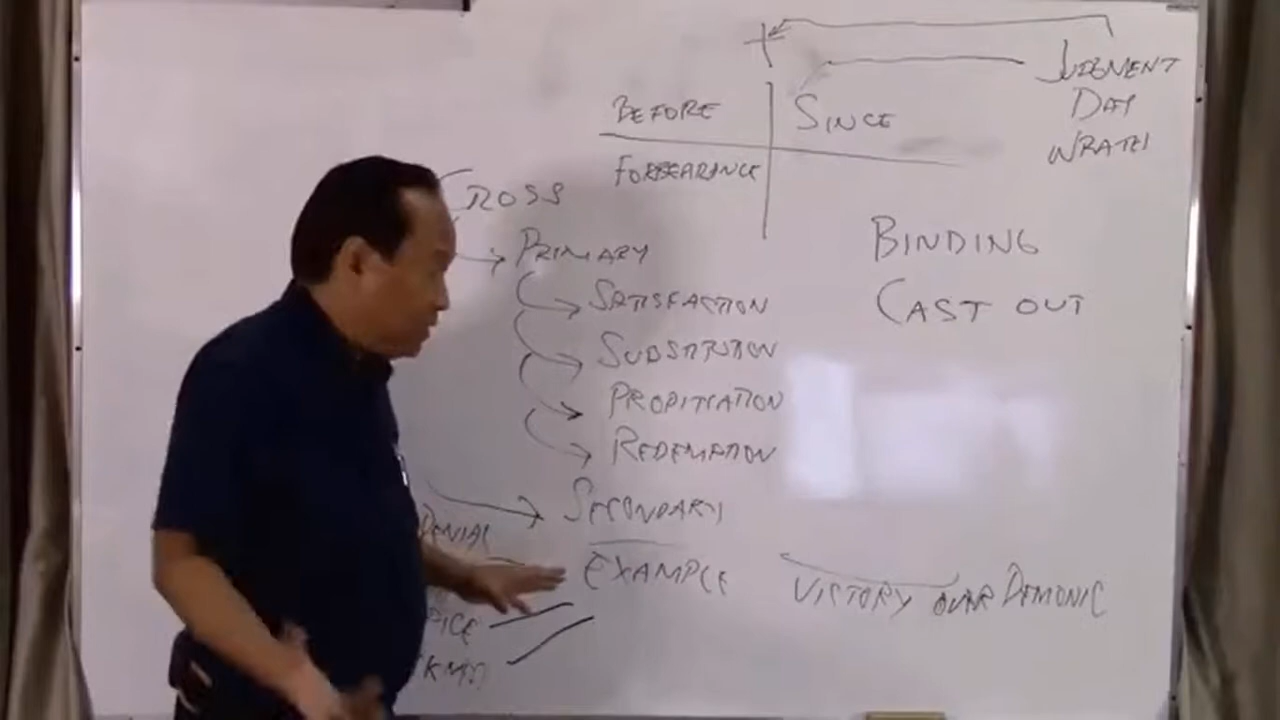 JUDGMENT
DAY
WRATH
BEFORE
SINCE
FORBEARANCE
CROSS
PRIMARY
SATISFACTION
SUBSTITUTION
PROPITIATION
REDEMPTION
SECONDARY
EXAMPLE
BINDING
CAST OUT
VICTORY OVER DEMONIC